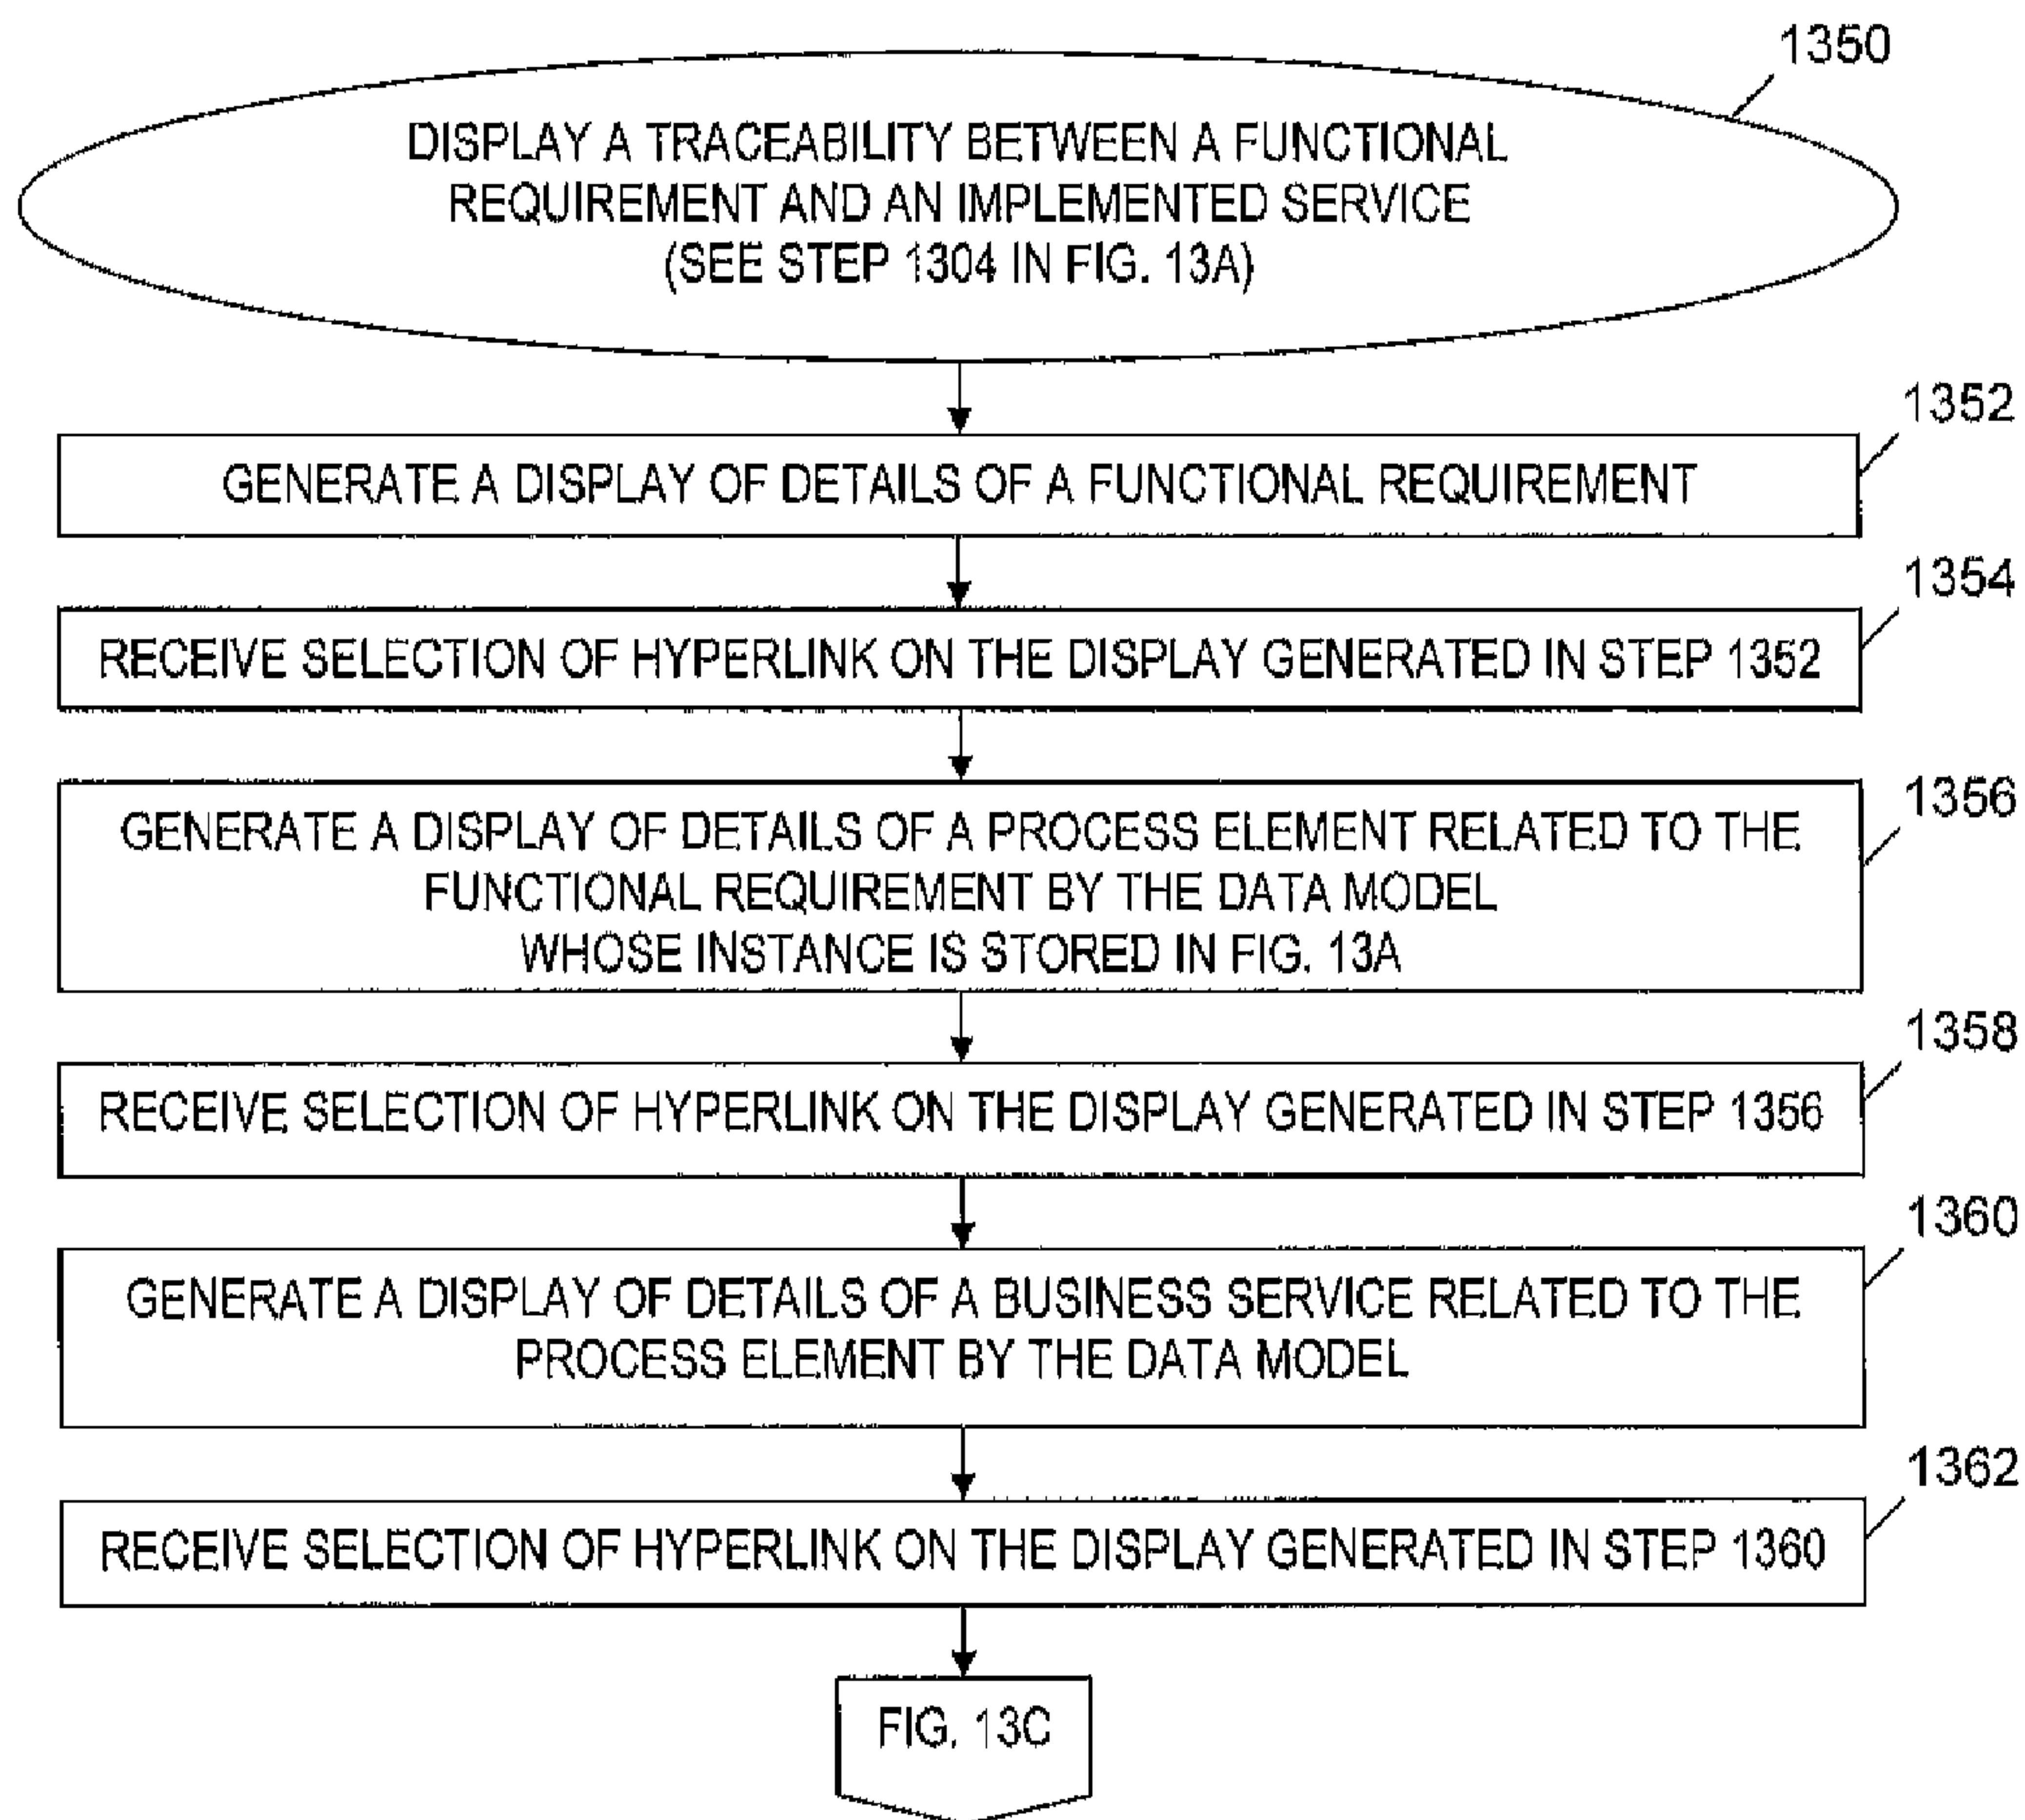 1350
DISPLAY A TRACEABILITY BETWEEN A FUNCTIONAL
REQUIREMENT AND AN IMPLEMENTED SERVICE
(SEE STEP 1304 IN FIG. 13A)
1352
GENERATE A DISPLAY OF DETAILS OF A FUNCTIONAL REQUIREMENT
1354
RECEIVE SELECTION OF HYPERLINK ON THE DISPLAY GENERATED IN STEP 1352
1356
GENERATE A DISPLAY OF DETAILS OF A PROCESS ELEMENT RELATED TO THE
FUNCTIONAL REQUIREMENT BY THE DATA MODEL
WHOSE INSTANCE IS STORED IN FIG. 13A
1358
RECEIVE SELECTION OF HYPERLINK ON THE DISPLAY GENERATED IN STEP 1356
1360
GENERATE A DISPLAY OF DETAILS OF A BUSINESS SERVICE RELATED TO THE
PROCESS ELEMENT BY THE DATA MODEL
1362
RECEIVE SELECTION OF HYPERLINK ON THE DISPLAY GENERATED IN STEP 1360
FIG. 13C